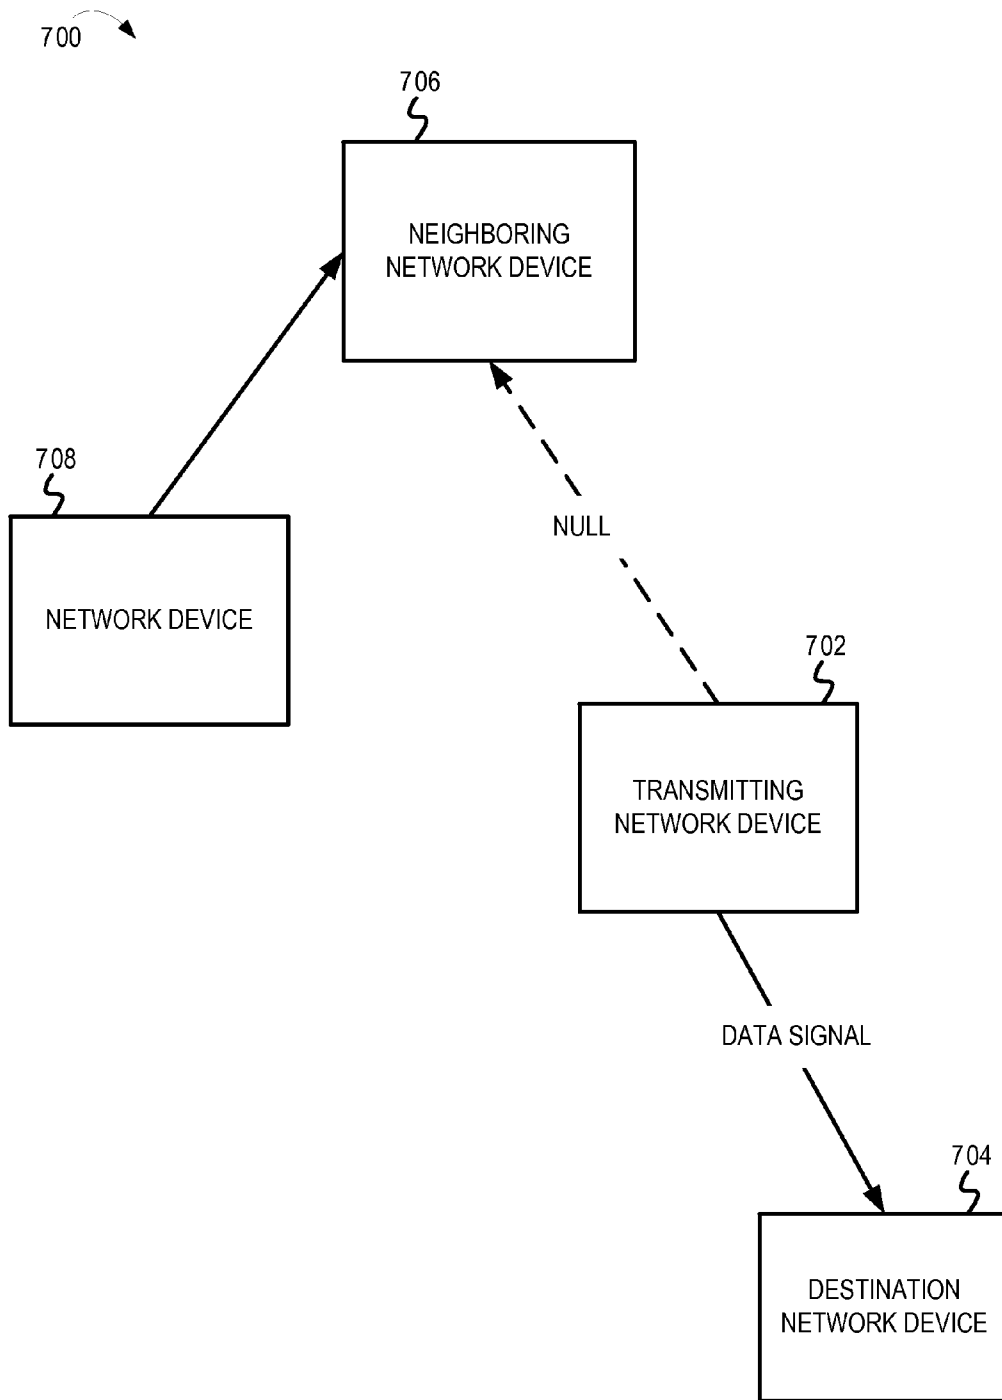 700
706
NEIGHBORING
NETWORK DEVICE
708
NETWORK DEVICE
NULL
702
TRANSMITTING
NETWORK DEVICE
DATA SIGNAL
704
DESTINATION
NETWORK DEVICE